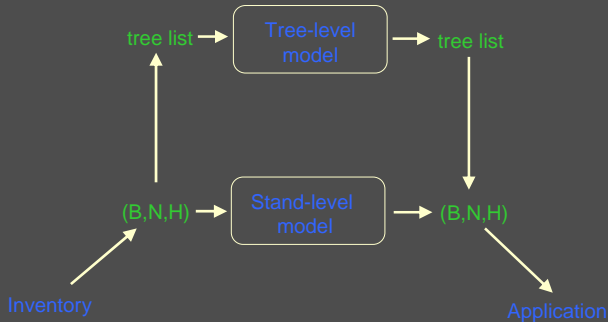 tree list
Tree-level
model
tree list
(B,N,H)
Stand-level
model
(B,N,H)
Inventory
Application